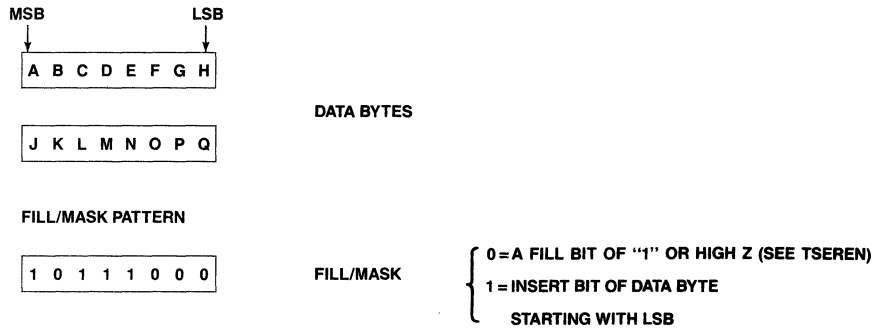 MSB LSB
A B C D E F G H
DATA BYTES
J K L M N O P Q
FILL/MASK PATTERN
1 0 1 1 1 0 0 0
FILL/MASK
0 = A FILL BIT OF "1" OR HIGH Z (SEE TSEREN)
1 = INSERT BIT OF DATA BYTE
STARTING WITH LSB